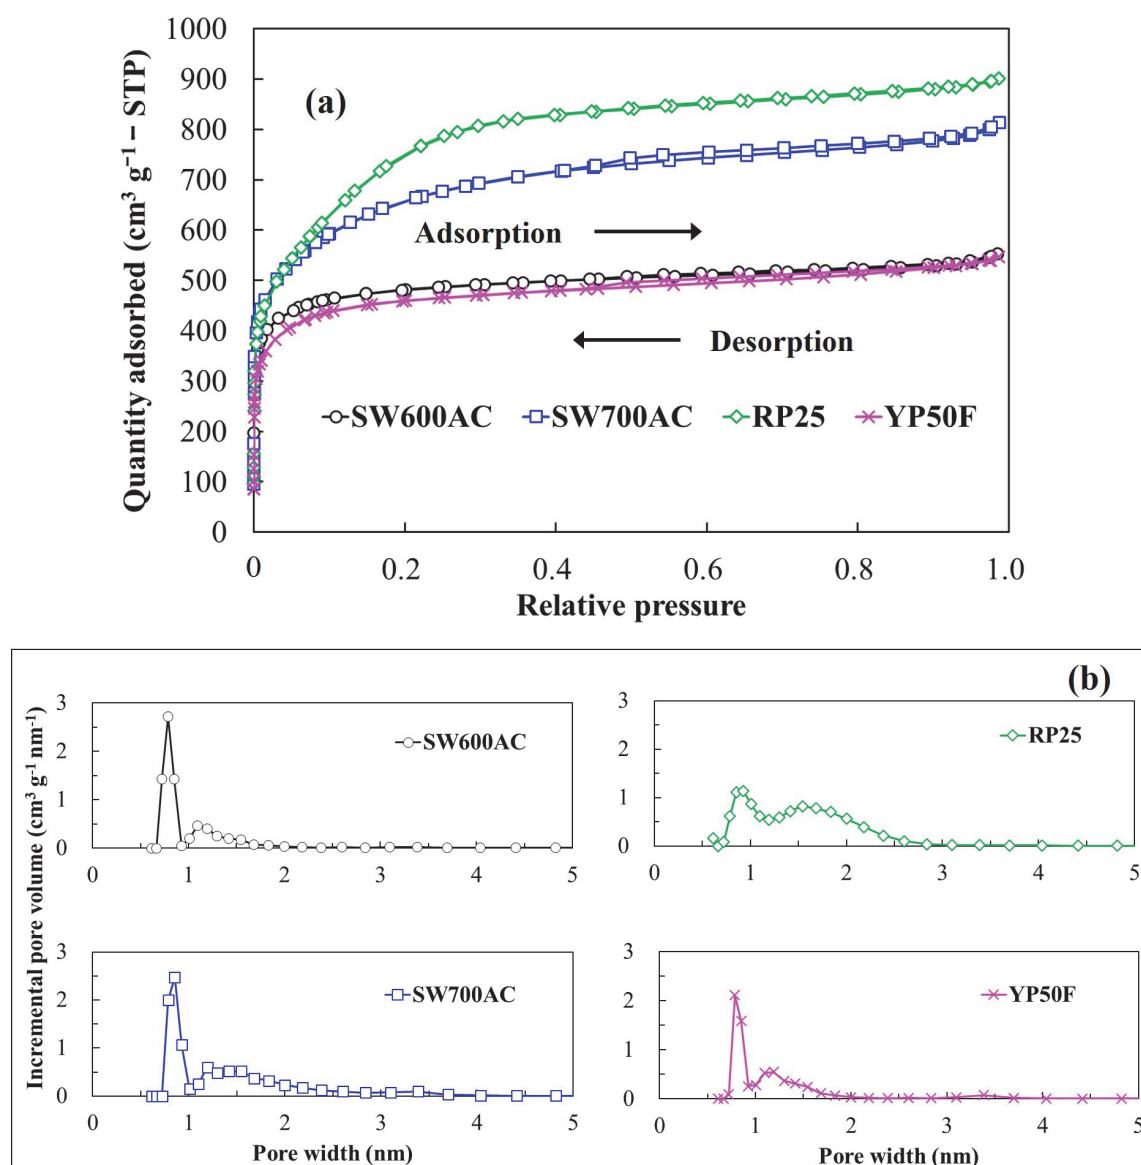 (a)
Quantity adsorbed (cm³ g⁻¹ – STP)
1000
900
800
700
600
500
400
300
200
100
0
Adsorption
Desorption
SW600AC SW700AC RP25 YP50F
0 0.2 0.4 0.6 0.8 1.0
Relative pressure
(b)
Incremental pore volume (cm³ g⁻¹ nm⁻¹)
3
2
1
0
SW600AC
0 1 2 3 4 5
3
2
1
0
RP25
0 1 2 3 4 5
3
2
1
0
SW700AC
0 1 2 3 4 5
Pore width (nm)
3
2
1
0
YP50F
0 1 2 3 4 5
Pore width (nm)